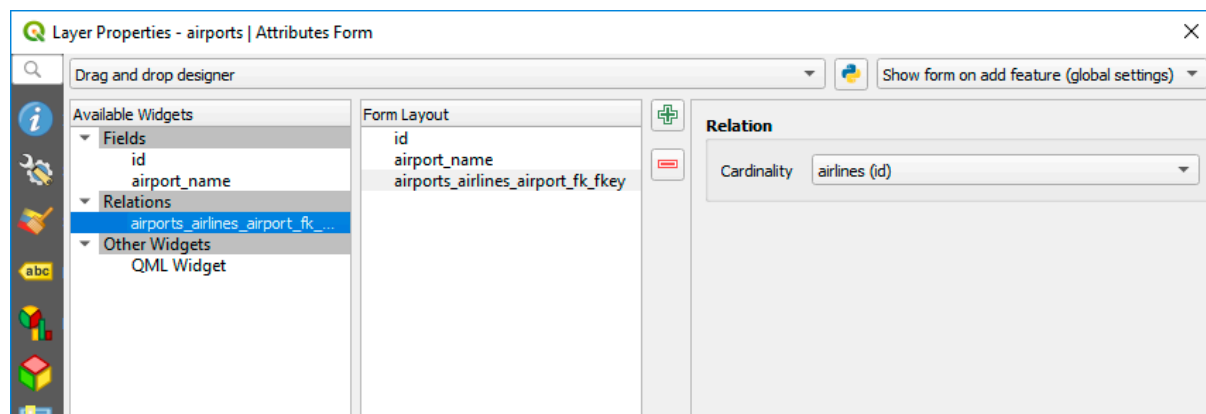 Layer Properties - airports | Attributes Form
Drag and drop designer
Show form on add feature (global settings)
Available Widgets
Fields
id
airport_name
Relations
airports_airlines_airport_fk_...
Other Widgets
QML Widget
Form Layout
id
airport_name
airports_airlines_airport_fk_fkey
Relation
Cardinality airlines (id)
abc